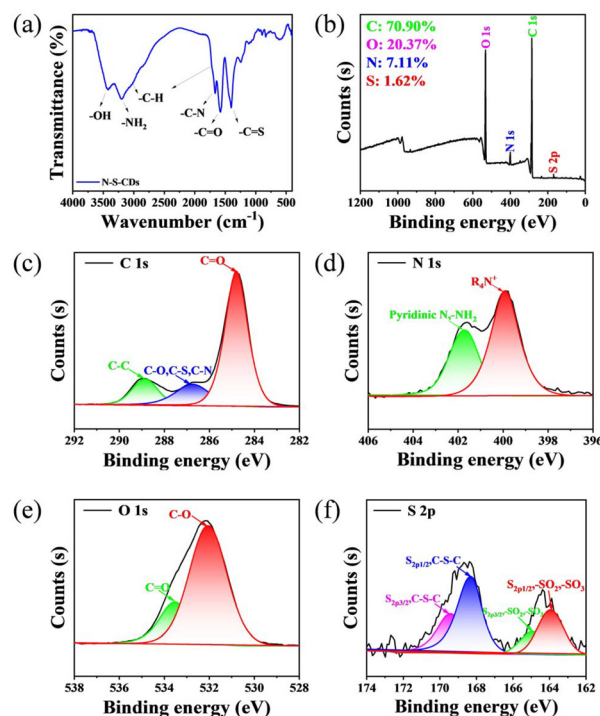 (a)
Transmittance (%)
-OH
-NH2
-C-H
-C-N
-C=O
-C=S
N-S-CDs
4000 3500 3000 2500 2000 1500 1000 500
Wavenumber (cm-1)
(b)
Counts (s)
C: 70.90%
O: 20.37%
N: 7.11%
S: 1.62%
O 1s
N 1s
C 1s
S 2p
1200 1000 800 600 400 200 0
Binding energy (eV)
(c)
Counts (s)
C 1s
C=O
C-C
C-O,C-S,C-N
292 290 288 286 284 282
Binding energy (eV)
(d)
Counts (s)
N 1s
R4N+
Pyridinic N,-NH2
406 404 402 400 398 396
Binding energy (eV)
(e)
Counts (s)
O 1s
C-O
C=O
538 536 534 532 530 528
Binding energy (eV)
(f)
Counts (s)
S 2p
S2p1/2,C-S-C
S2p3/2,C-S-C
S2p1/2,-SO2,-SO3
S2p3/2,-SO2,-SO3
174 172 170 168 166 164 162
Binding energy (eV)